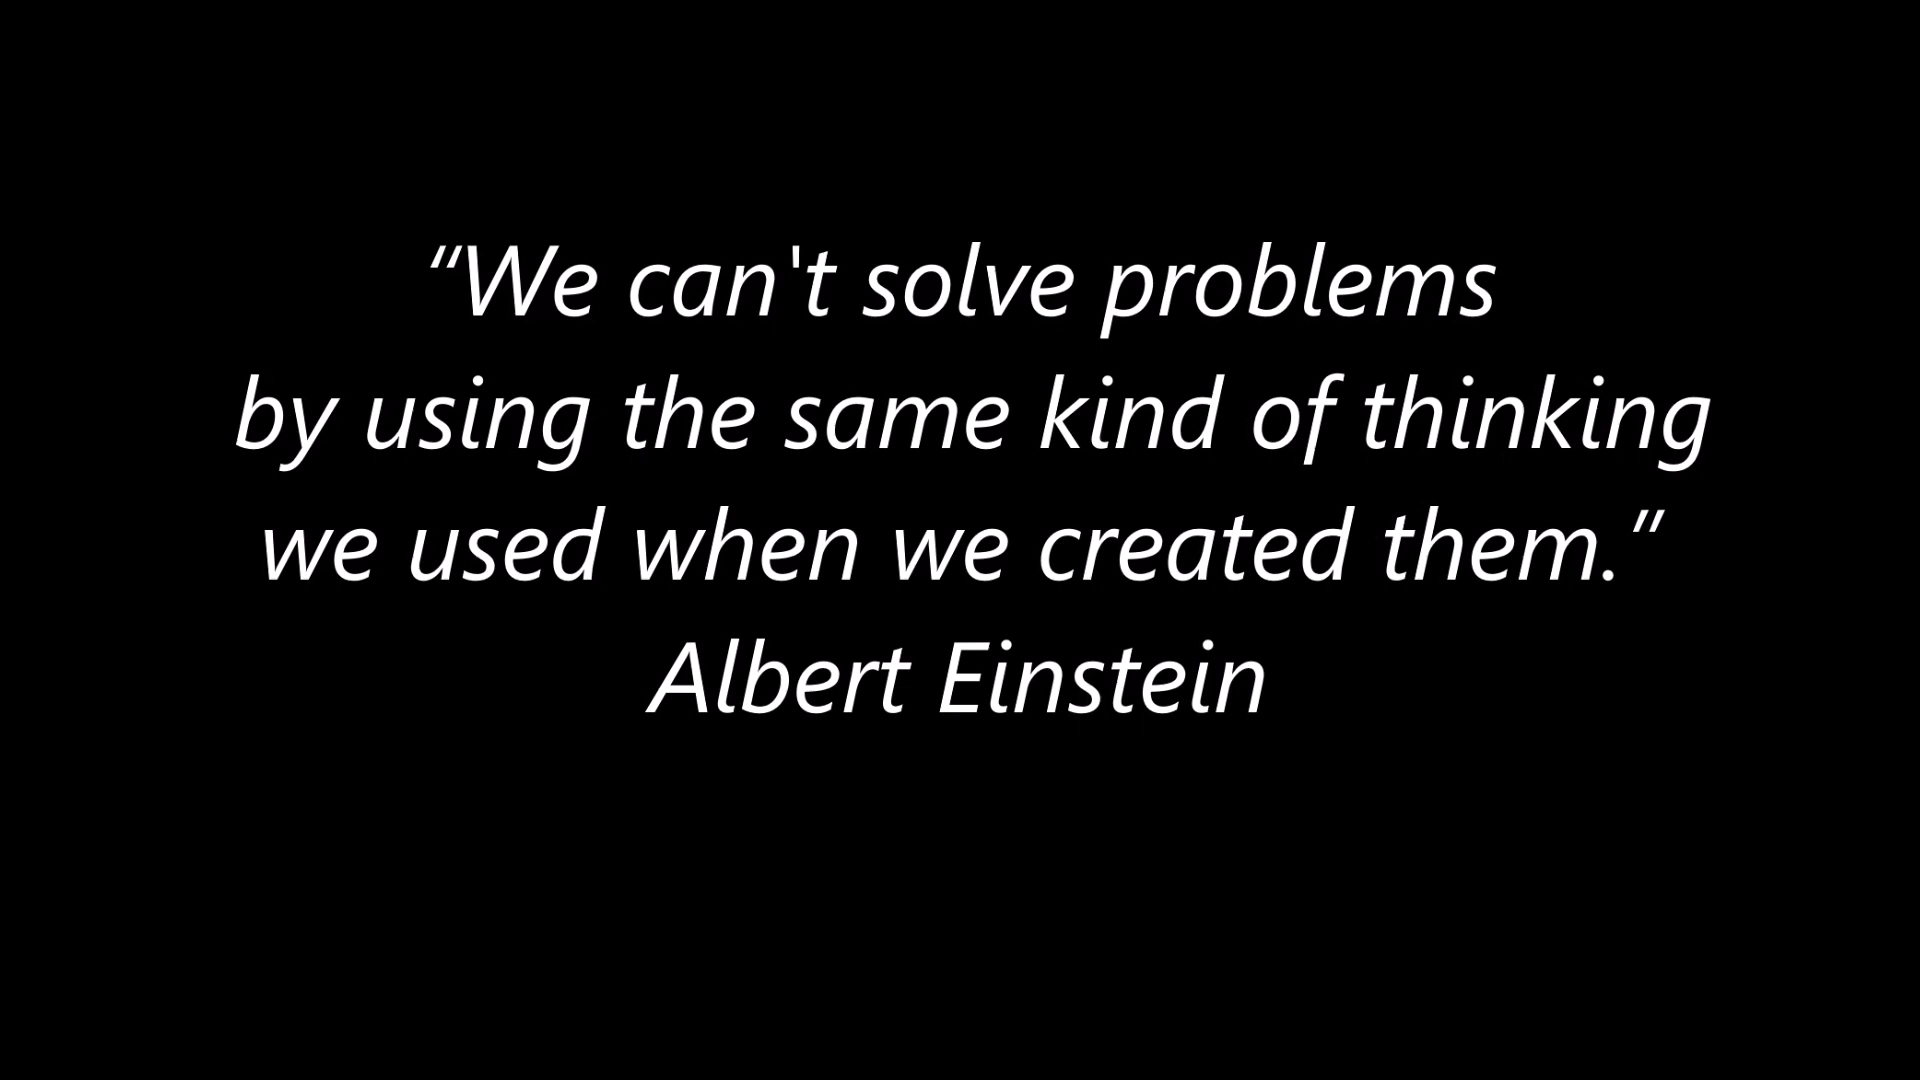 “We can't solve problems
by using the same kind of thinking
we used when we created them.”
Albert Einstein